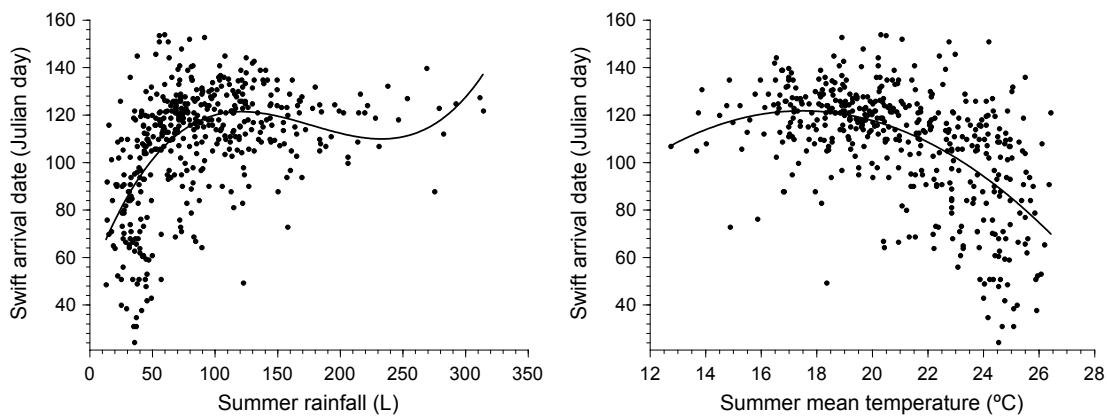 Swift arrival date (Julian day)
160
140
120
100
80
60
40
0 50 100 150 200 250 300 350
Summer rainfall (L)
Swift arrival date (Julian day)
160
140
120
100
80
60
40
12 14 16 18 20 22 24 26 28
Summer mean temperature (ºC)